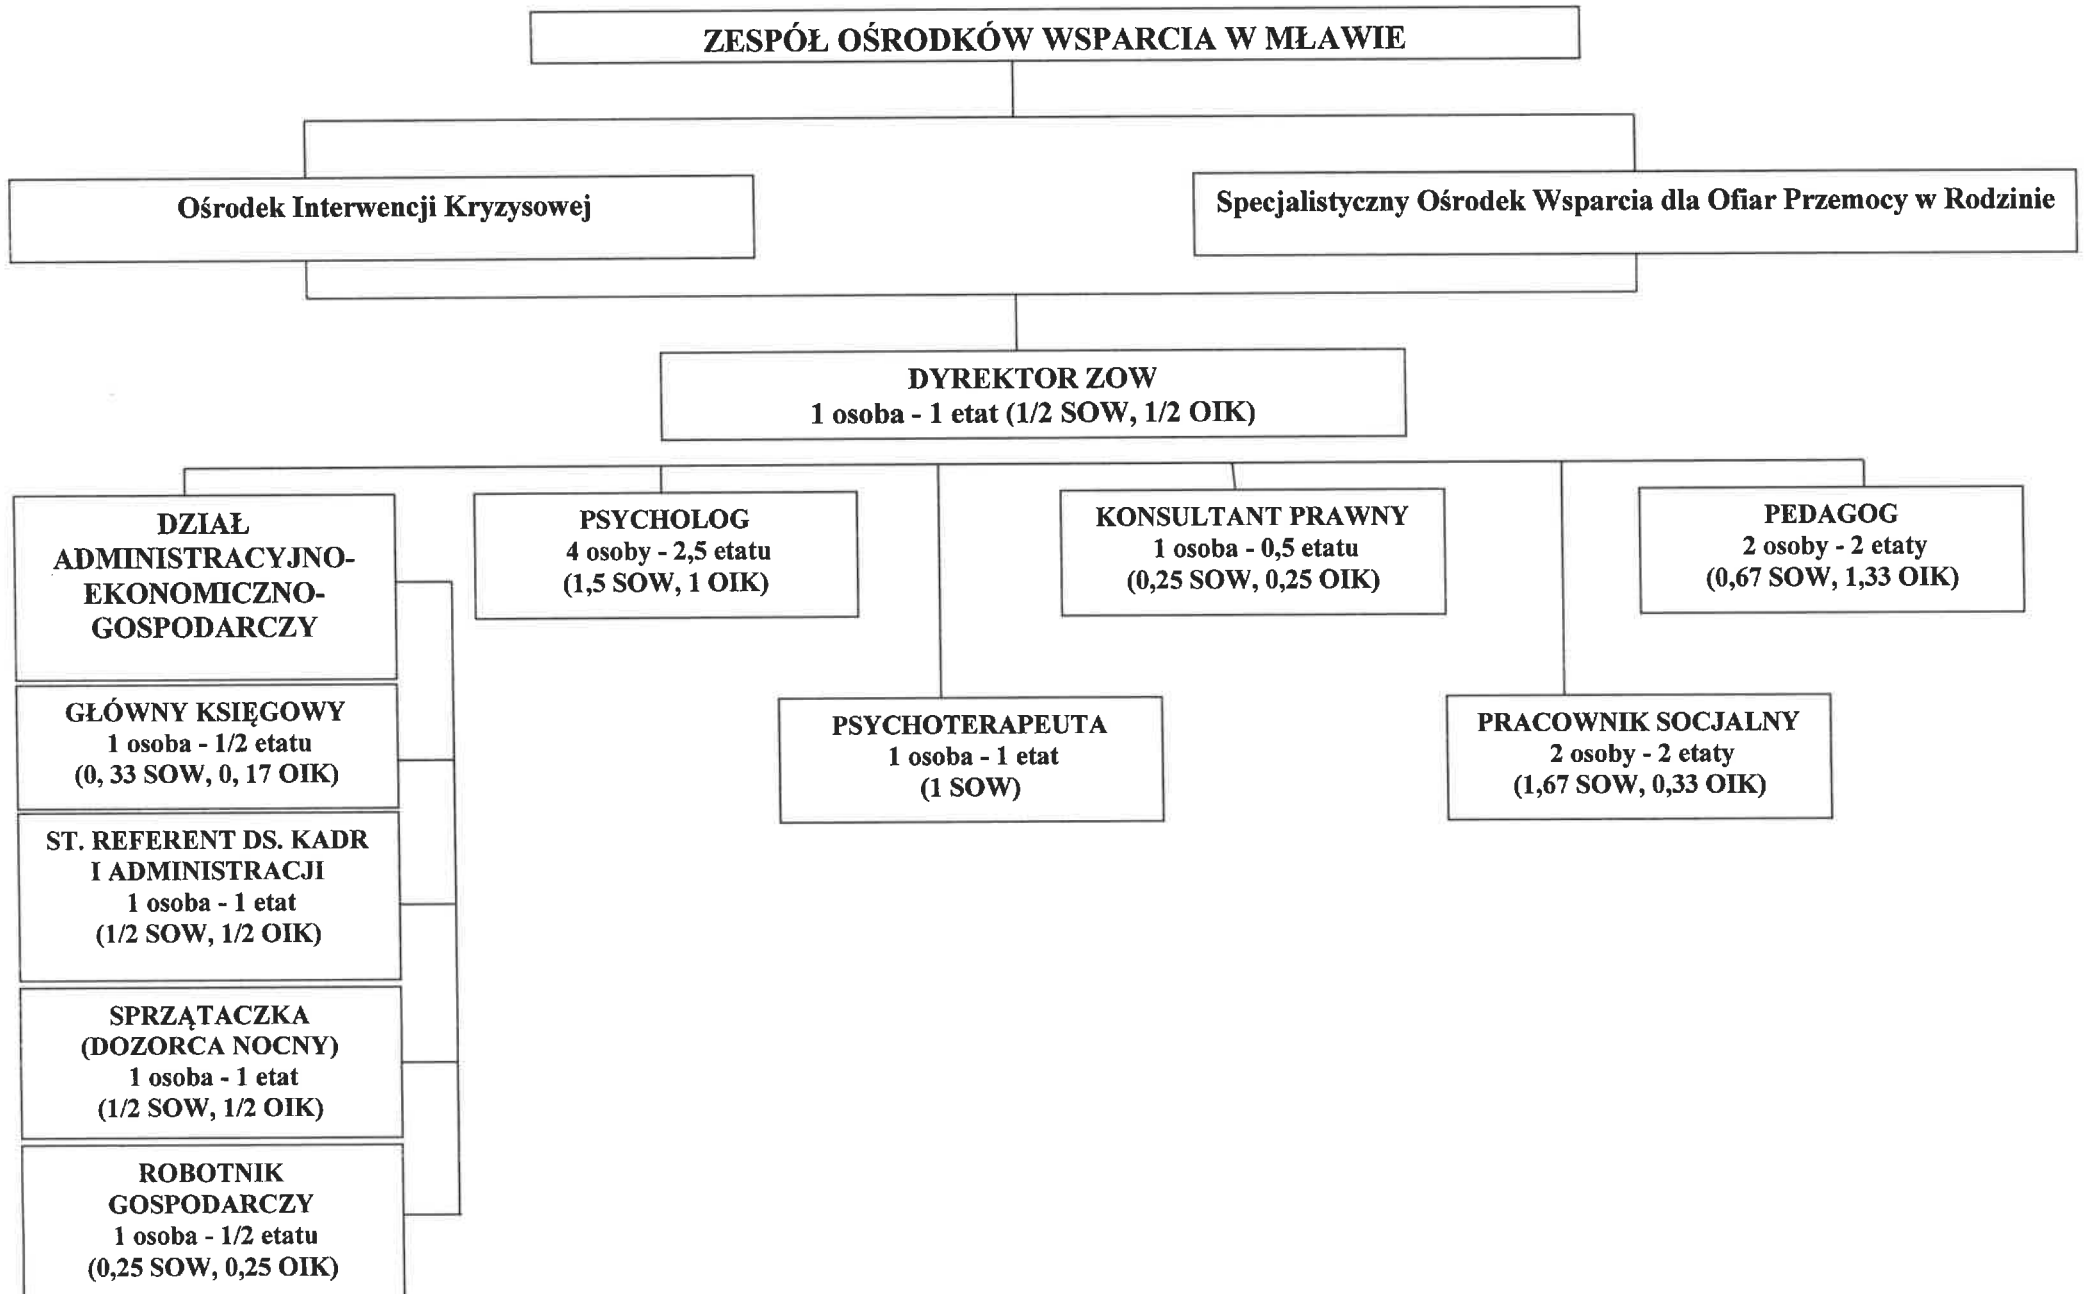 ZESPÓŁ OŚRODKÓW WSPARCIA W MŁAWIE
Ośrodek Interwencji Kryzysowej
Specjalistyczny Ośrodek Wsparcia dla Ofiar Przemocy w Rodzinie
DYREKTOR ZOW
1 osoba - 1 etat (1/2 SOW, 1/2 OIK)
DZIAŁ
ADMINISTRACYJNO-
EKONOMICZNO-
GOSPODARCZY
PSYCHOLOG
4 osoby - 2,5 etatu
(1,5 SOW, 1 OIK)
KONSULTANT PRAWNY
1 osoba - 0,5 etatu
(0,25 SOW, 0,25 OIK)
PEDAGOG
2 osoby - 2 etaty
(0,67 SOW, 1,33 OIK)
GŁÓWNY KSIĘGOWY
1 osoba - 1/2 etatu
(0, 33 SOW, 0, 17 OIK)
PSYCHOTERAPEUTA
1 osoba - 1 etat
(1 SOW)
PRACOWNIK SOCJALNY
2 osoby - 2 etaty
(1,67 SOW, 0,33 OIK)
ST. REFERENT DS. KADR
I ADMINISTRACJI
1 osoba - 1 etat
(1/2 SOW, 1/2 OIK)
SPRZĄTACZKA
(DOZORCA NOCNY)
1 osoba - 1 etat
(1/2 SOW, 1/2 OIK)
ROBOTNIK
GOSPODARCZY
1 osoba - 1/2 etatu
(0,25 SOW, 0,25 OIK)